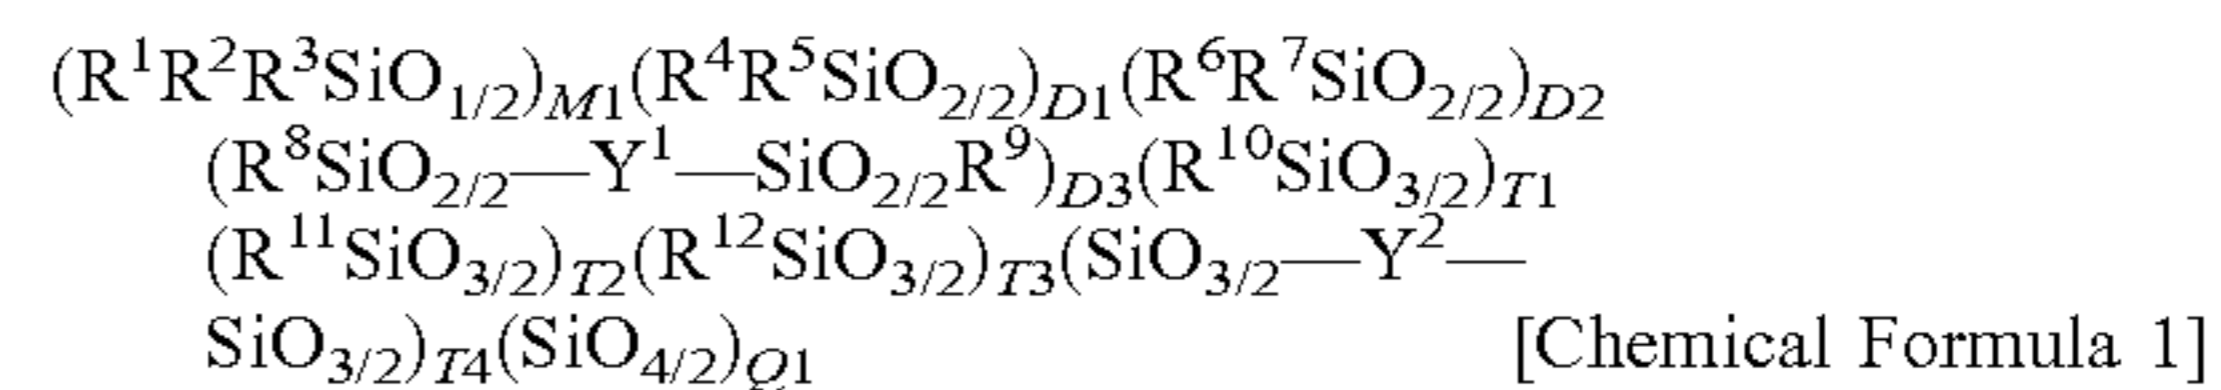 (R¹R²R³SiO₁/₂)M1(R⁴R⁵SiO₂/₂)D1(R⁶R⁷SiO₂/₂)D2
(R⁸SiO₂/₂—Y¹—SiO₂/₂R⁹)D3(R¹⁰SiO₃/₂)T1
(R¹¹SiO₃/₂)T2(R¹²SiO₃/₂)T3(SiO₃/₂—Y²—
SiO₃/₂)T4(SiO₄/₂)Q1 [Chemical Formula 1]